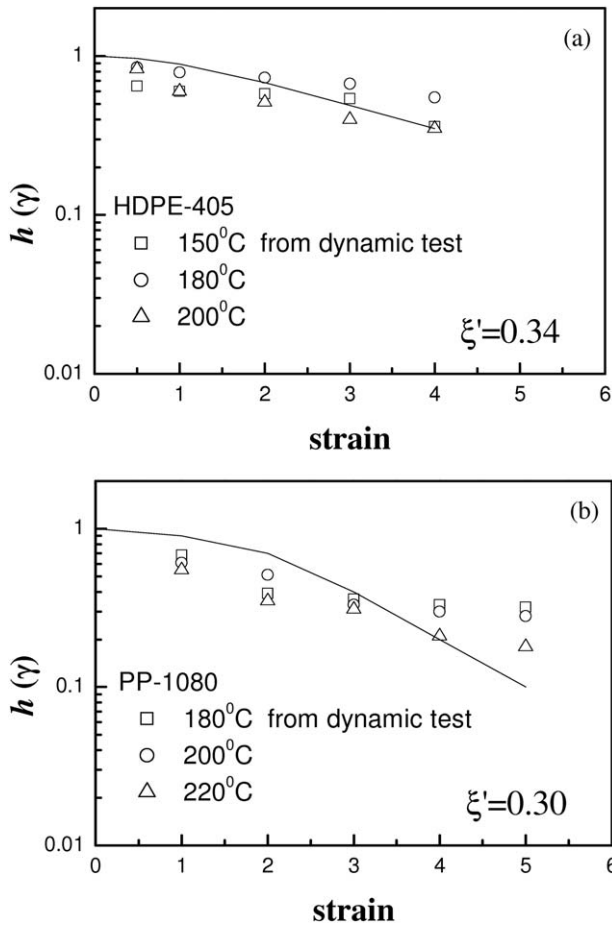 (a)
1
0.1
0.01
h (γ)
HDPE-405
150⁰C from dynamic test
180⁰C
200⁰C
ξ'=0.34
0 1 2 3 4 5 6
strain
(b)
1
0.1
0.01
h (γ)
PP-1080
180⁰C from dynamic test
200⁰C
220⁰C
ξ'=0.30
0 1 2 3 4 5 6
strain